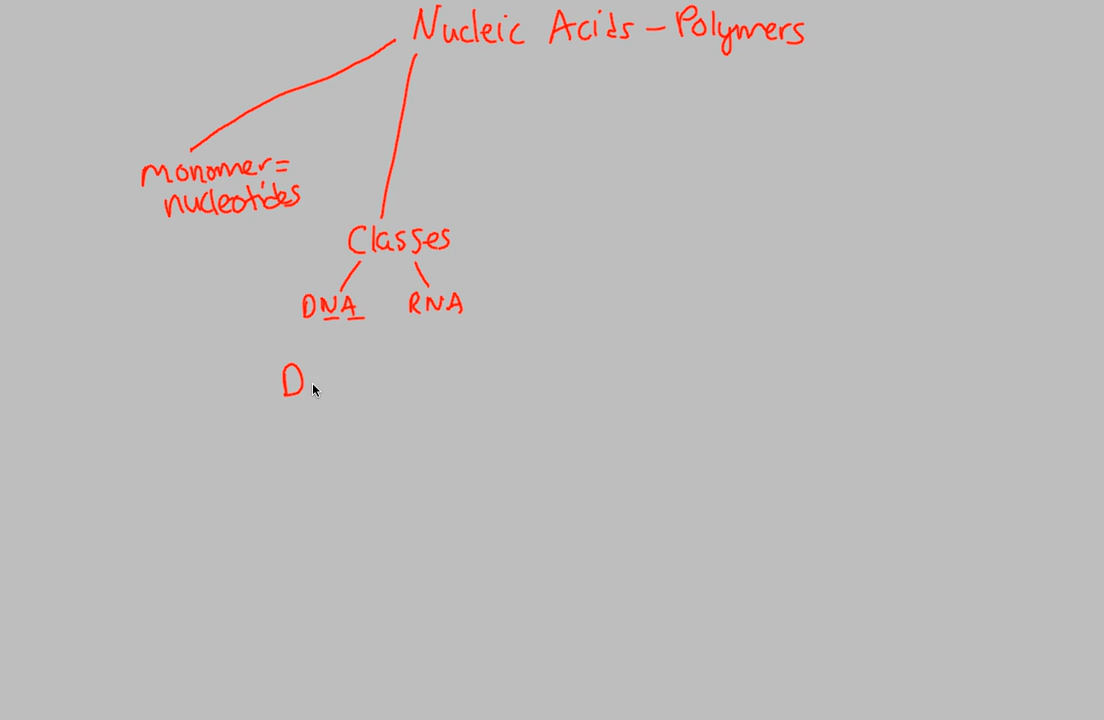 Nucleic Acids - Polymers
monomer =
nucleotides
Classes
DNA RNA
D